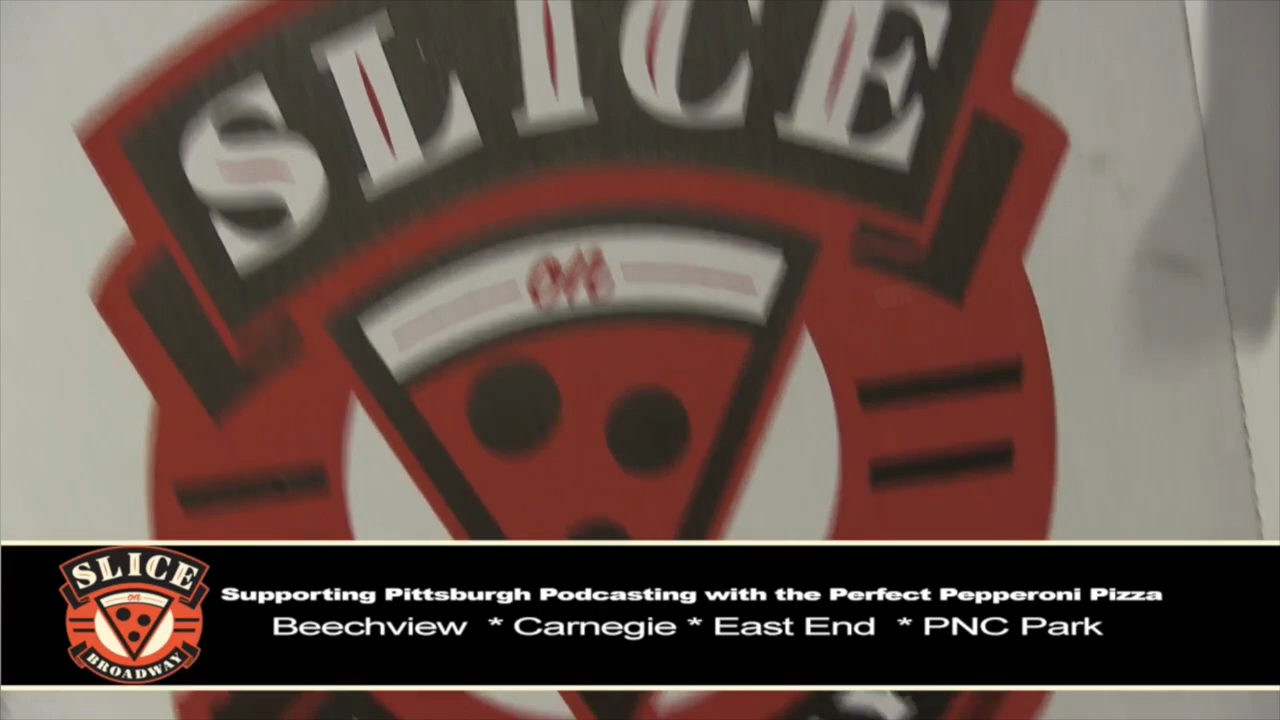 SLICE
on
SLICE
on
BROADWAY
Supporting Pittsburgh Podcasting with the Perfect Pepperoni Pizza
Beechview * Carnegie * East End * PNC Park